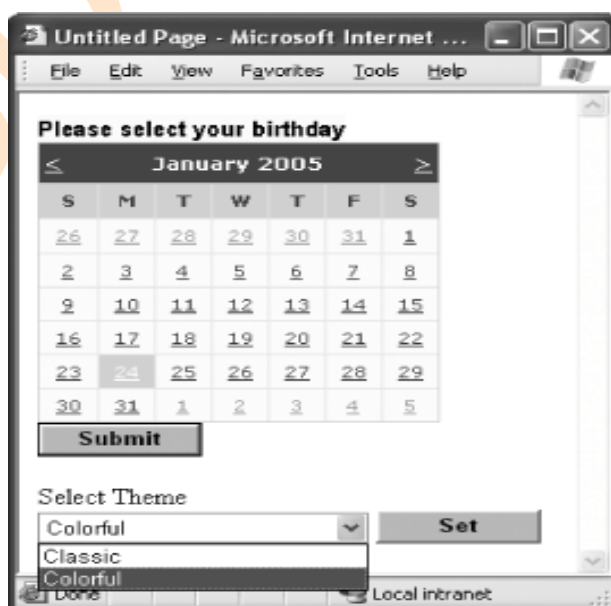 Untitled Page - Microsoft Internet ...
File Edit View Favorites Tools Help
Please select your birthday
< January 2005 >
S M T W T F S
26 27 28 29 30 31 1
2 3 4 5 6 7 8
9 10 11 12 13 14 15
16 17 18 19 20 21 22
23 24 25 26 27 28 29
30 31 1 2 3 4 5
Submit
Select Theme
Colorful Set
Classic
Colorful
Done Local intranet